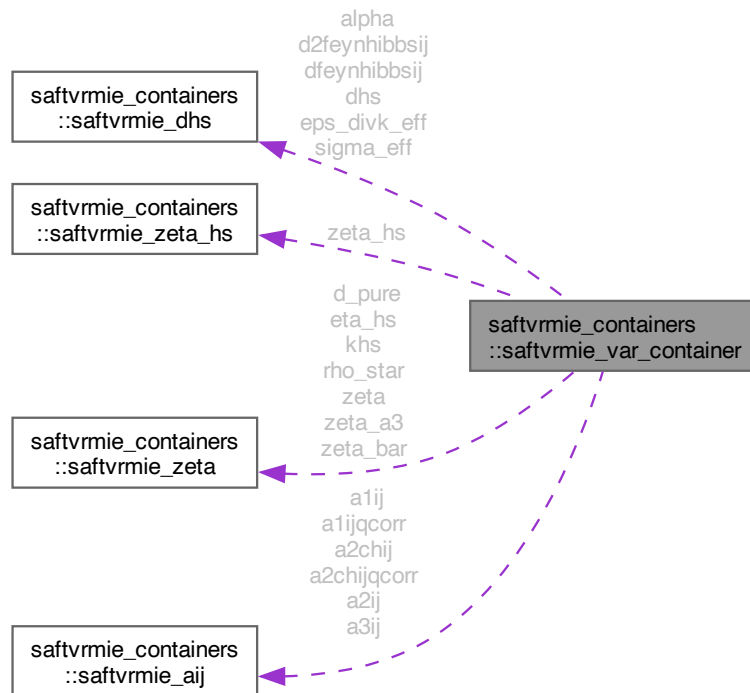 alpha
d2feynhibbsij
dfeynhibbsij
dhs
eps_divk_eff
sigma_eff
saftvrmie_containers
::saftvrmie_dhs
saftvrmie_containers
::saftvrmie_zeta_hs
zeta_hs
d_pure
eta_hs
khs
rho_star
zeta
zeta_a3
zeta_bar
saftvrmie_containers
::saftvrmie_var_container
saftvrmie_containers
::saftvrmie_zeta
a1ij
a1ijqcorr
a2chij
a2chijqcorr
a2ij
a3ij
saftvrmie_containers
::saftvrmie_aij